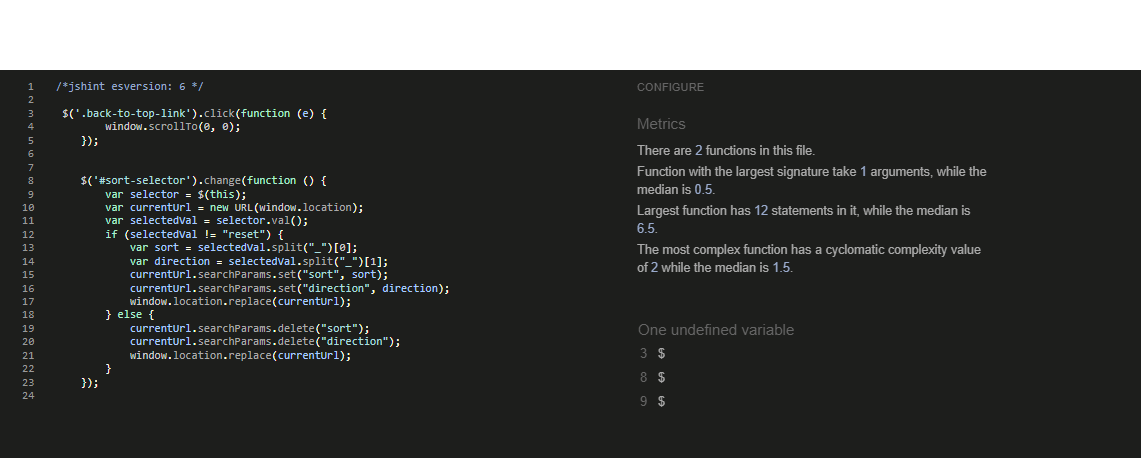 1 /*jshint esversion: 6 */
2
3 $('.back-to-top-link').click(function (e) {
4 window.scrollTo(0, 0);
5 });
6
7
8 $('#sort-selector').change(function () {
9 var selector = $(this);
10 var currentUrl = new URL(window.location);
11 var selectedVal = selector.val();
12 if (selectedVal != "reset") {
13 var sort = selectedVal.split("_")[0];
14 var direction = selectedVal.split("_")[1];
15 currentUrl.searchParams.set("sort", sort);
16 currentUrl.searchParams.set("direction", direction);
17 window.location.replace(currentUrl);
18 } else {
19 currentUrl.searchParams.delete("sort");
20 currentUrl.searchParams.delete("direction");
21 window.location.replace(currentUrl);
22 }
23 });
24
CONFIGURE
Metrics
There are 2 functions in this file.
Function with the largest signature take 1 arguments, while the
median is 0.5.
Largest function has 12 statements in it, while the median is
6.5.
The most complex function has a cyclomatic complexity value
of 2 while the median is 1.5.
One undefined variable
3 $
8 $
9 $